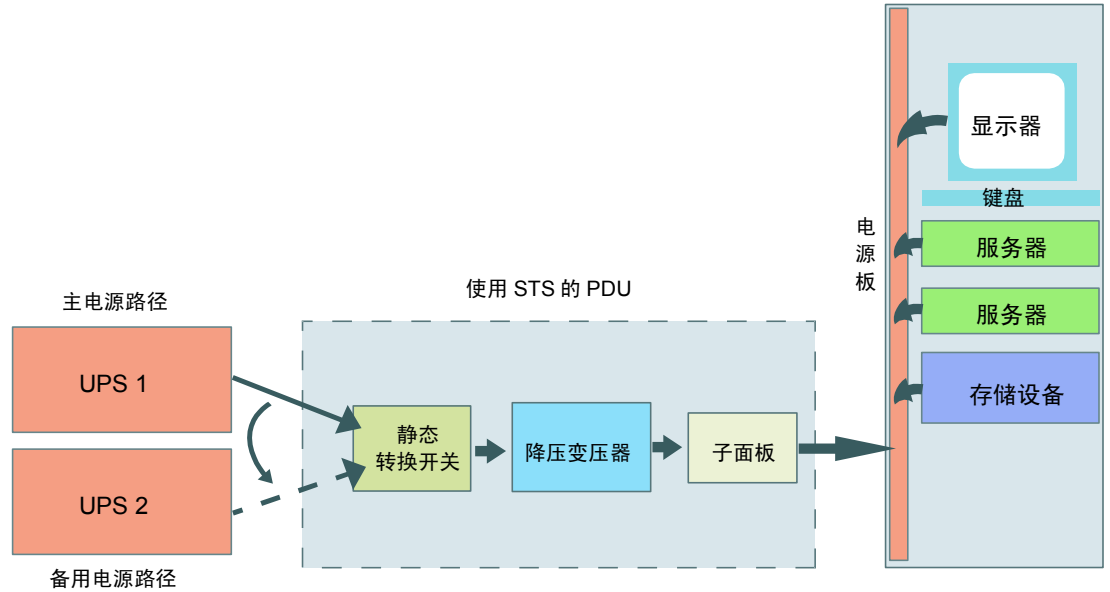 主电源路径
UPS 1
UPS 2
备用电源路径
使用 STS 的 PDU
静态
转换开关
降压变压器
子面板
电
源
板
显示器
键盘
服务器
服务器
存储设备